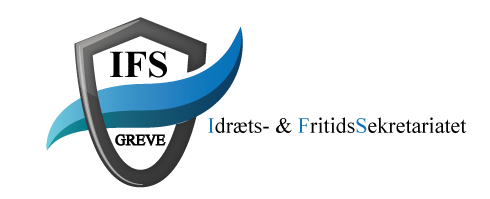 IFS
GREVE
Idræts- & FritidsSekretariatet